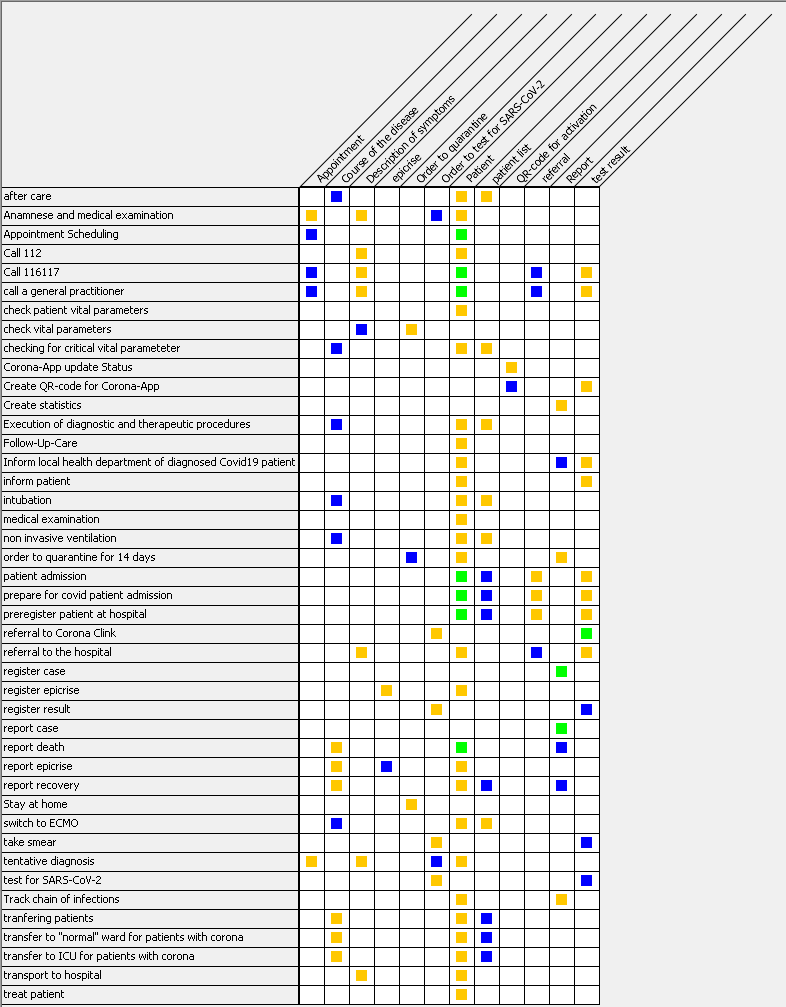 Appointment
Course of the disease
Description of symptoms
epicrise
Order to quarantine
Order to test for SARS-CoV-2
Patient
patient list
QR-code for activation
referral
Report
test result
after care
Anamnese and medical examination
Appointment Scheduling
Call 112
Call 116117
call a general practitioner
check patient vital parameters
check vital parameters
checking for critical vital parameteter
Corona-App update Status
Create QR-code for Corona-App
Create statistics
Execution of diagnostic and therapeutic procedures
Follow-Up-Care
Inform local health department of diagnosed Covid19 patient
inform patient
intubation
medical examination
non invasive ventilation
order to quarantine for 14 days
patient admission
prepare for covid patient admission
preregister patient at hospital
referral to Corona Clink
referral to the hospital
register case
register epicrise
register result
report case
report death
report epicrise
report recovery
Stay at home
switch to ECMO
take smear
tentative diagnosis
test for SARS-CoV-2
Track chain of infections
tranfering patients
transfer to "normal" ward for patients with corona
transfer to ICU for patients with corona
transport to hospital
treat patient